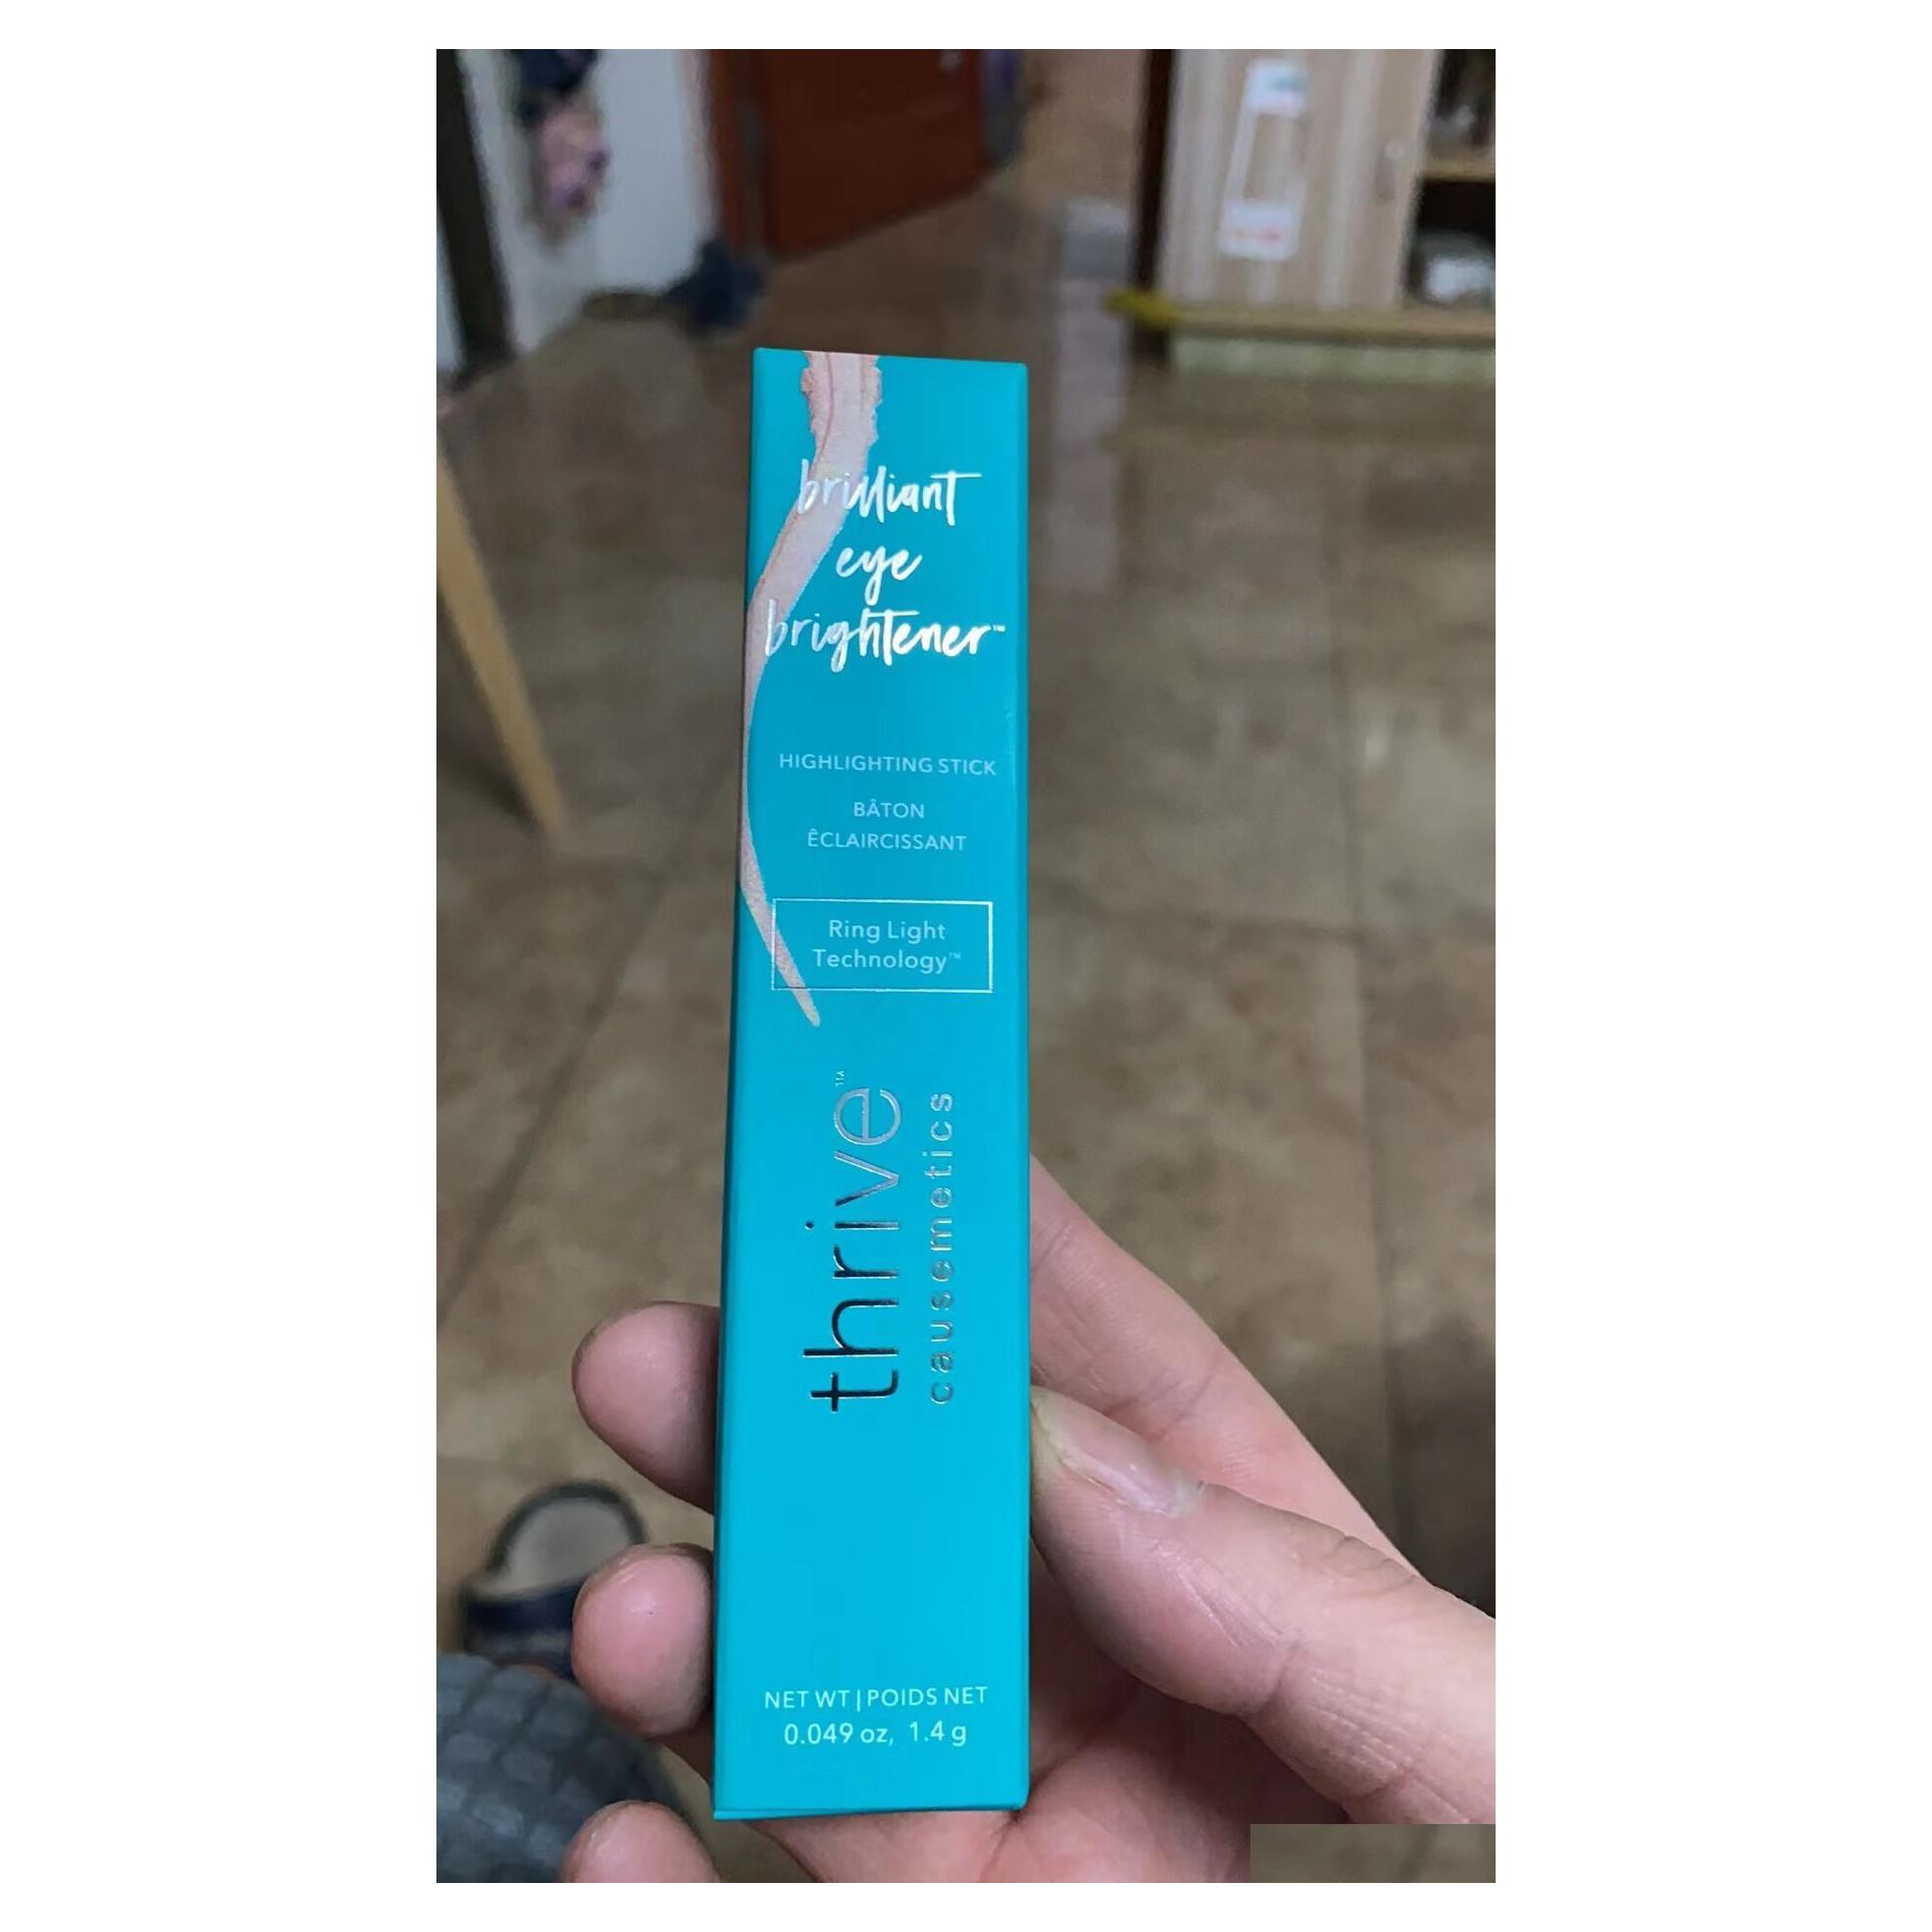 brilliant
eye
brightener™
HIGHLIGHTING STICK
BÂTON
ÊCLAIRCISSANT
Ring Light
Technology™
thrive™
causemetics
NET WT | POIDS NET
0.049 oz, 1.4 g